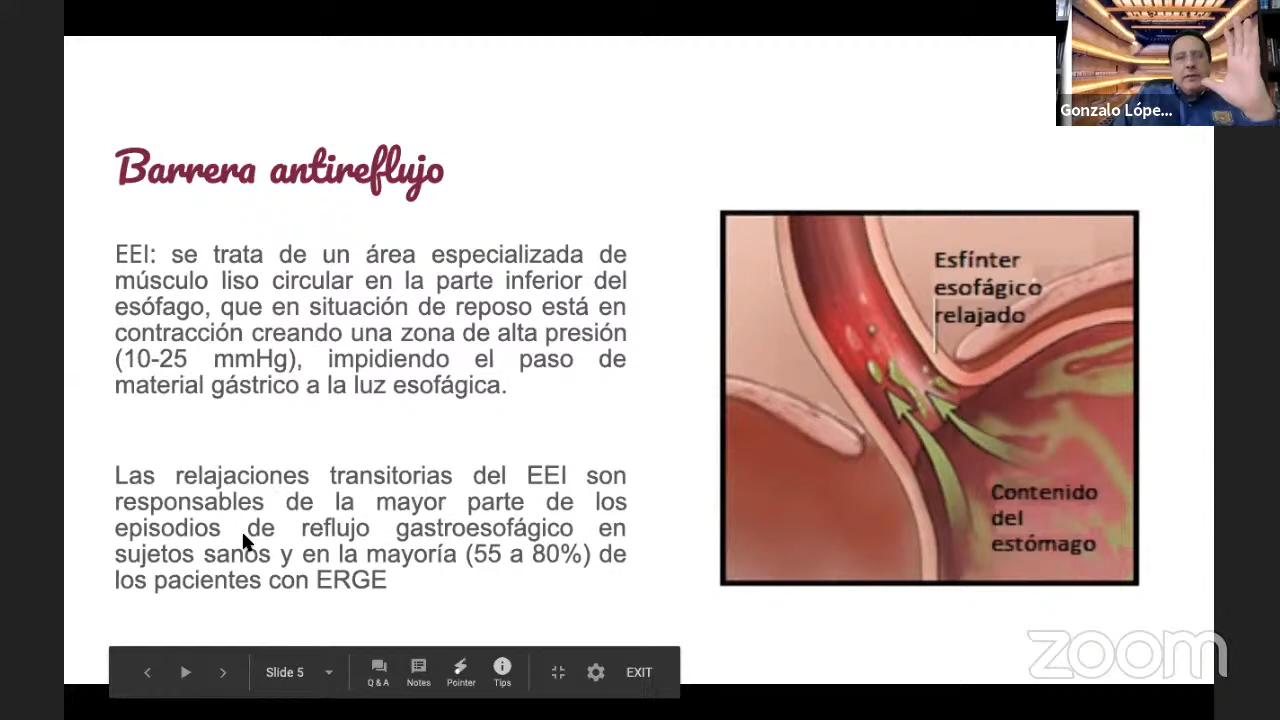 Gonzalo Lópe...
Barrera antireflujo
EEI: se trata de un área especializada de
músculo liso circular en la parte inferior del
esófago, que en situación de reposo está en
contracción creando una zona de alta presión
(10-25 mmHg), impidiendo el paso de
material gástrico a la luz esofágica.
Las relajaciones transitorias del EEI son
responsables de la mayor parte de los
episodios de reflujo gastroesofágico en
sujetos sanos y en la mayoría (55 a 80%) de
los pacientes con ERGE
Esfínter
esofágico
relajado
Contenido
del
estómago
zoom
Slide 5
Q & A
Notes
Pointer
Tips
EXIT